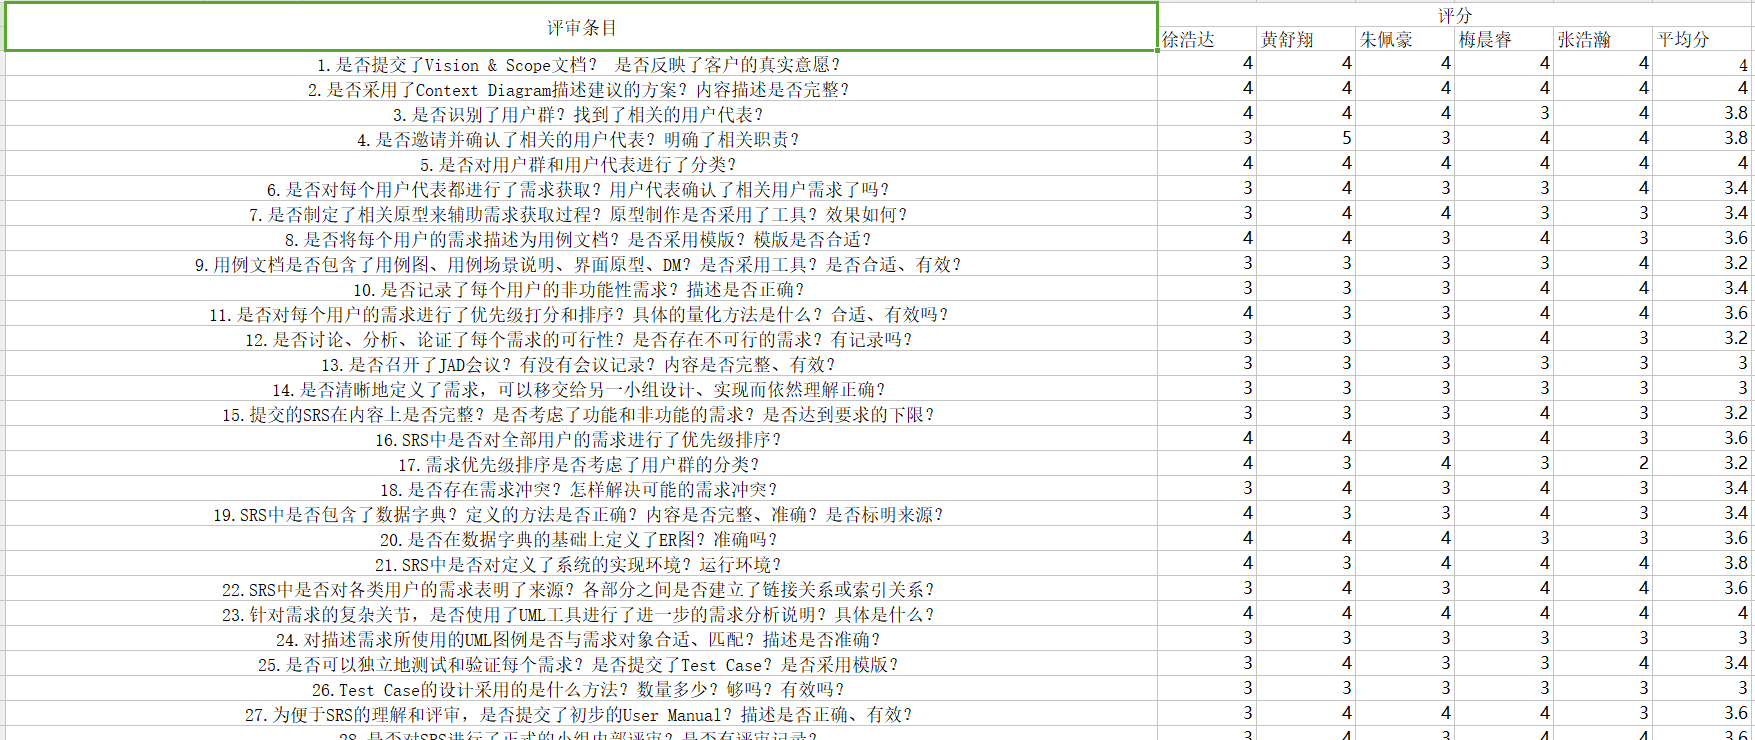 评审条目 评分
徐浩达 黄舒翔 朱佩豪 梅晨睿 张浩瀚 平均分
1.是否提交了Vision & Scope文档? 是否反映了客户的真实意愿? 4 4 4 4 4 4
2.是否采用了Context Diagram描述建议的方案? 内容描述是否完整? 4 4 4 4 4 4
3.是否识别了用户群? 找到了相关的用户代表? 4 4 4 3 4 3.8
4.是否邀请并确认了相关的用户代表? 明确了相关职责? 3 5 3 4 4 3.8
5.是否对用户群和用户代表进行了分类? 4 4 4 4 4 4
6.是否对每个用户代表都进行了需求获取? 用户代表确认了相关用户需求了吗? 3 4 3 3 4 3.4
7.是否制定了相关原型来辅助需求获取过程? 原型制作是否采用了工具? 效果如何? 3 4 4 3 3 3.4
8.是否将每个用户的需求描述为用例文档? 是否采用模版? 模版是否合适? 4 4 3 4 3 3.6
9.用例文档是否包含了用例图、用例场景说明、界面原型、DM? 是否采用工具? 是否合适、有效? 3 3 3 3 4 3.2
10.是否记录了每个用户的非功能性需求? 描述是否正确? 3 3 3 4 4 3.4
11.是否对每个用户的需求进行了优先级打分和排序? 具体的量化方法是什么? 合适、有效吗? 4 3 3 4 4 3.6
12.是否讨论、分析、论证了每个需求的可行性? 是否存在不可行的需求? 有记录吗? 3 3 3 4 3 3.2
13.是否召开了JAD会议? 有没有会议记录? 内容是否完整、有效? 3 3 3 3 3 3
14.是否清晰地定义了需求, 可以移交给另一小组设计、实现而依然理解正确? 3 3 3 3 3 3
15.提交的SRS在内容上是否完整? 是否考虑了功能和非功能的需求? 是否达到要求的下限? 3 3 3 4 3 3.2
16.SRS中是否对全部用户的需求进行了优先级排序? 4 4 3 4 3 3.6
17.需求优先级排序是否考虑了用户群的分类? 4 3 4 3 2 3.2
18.是否存在需求冲突? 怎样解决可能的需求冲突? 3 4 3 4 3 3.4
19.SRS中是否包含了数据字典? 定义的方法是否正确? 内容是否完整、准确? 是否标明来源? 4 3 3 4 3 3.4
20.是否在数据字典的基础上定义了ER图? 准确吗? 4 4 4 3 3 3.6
21.SRS中是否对定义了系统的实现环境? 运行环境? 4 3 4 4 4 3.8
22.SRS中是否对各类用户的需求表明了来源? 各部分之间是否建立了链接关系或索引关系? 3 4 3 4 4 3.6
23.针对需求的复杂关节, 是否使用了UML工具进行了进一步的需求分析说明? 具体是什么? 4 4 4 4 4 4
24.对描述需求所使用的UML图例是否与需求对象合适、匹配? 描述是否准确? 3 3 3 3 3 3
25.是否可以独立地测试和验证每个需求? 是否提交了Test Case? 是否采用模版? 3 4 3 3 4 3.4
26.Test Case的设计采用的是什么方法? 数量多少? 够吗? 有效吗? 3 3 3 3 3 3
27.为便于SRS的理解和评审, 是否提交了初步的User Manual? 描述是否正确、有效? 3 4 4 4 3 3.6
28.是否对SRS进行了正式的小组内部评审? 是否有评审记录? 3 4 3 4 4 3.6